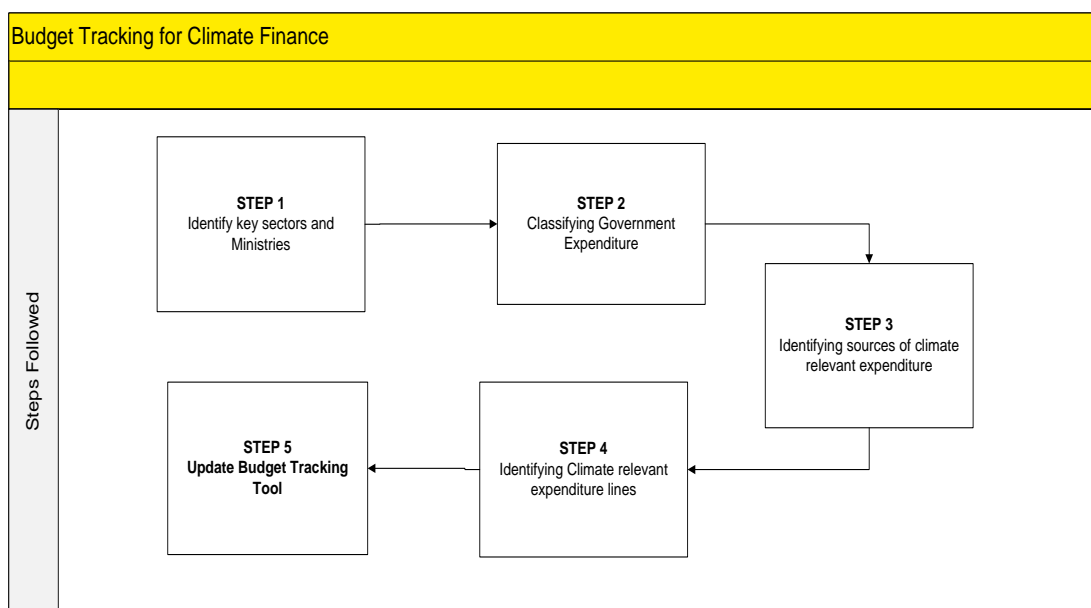 Budget Tracking for Climate Finance
Steps Followed
STEP 1
Identify key sectors and
Ministries
STEP 2
Classifying Government
Expenditure
STEP 3
Identifying sources of climate
relevant expenditure
STEP 4
Identifying Climate relevant
expenditure lines
STEP 5
Update Budget Tracking
Tool